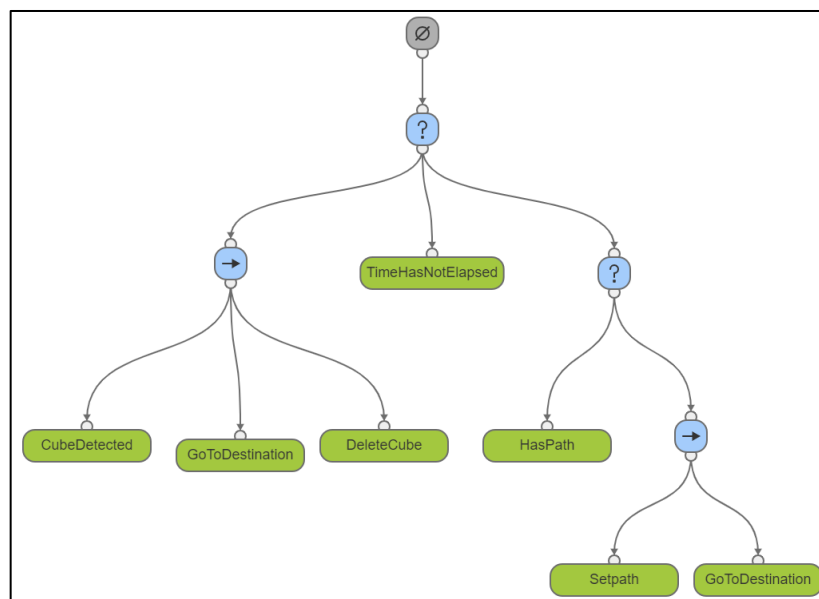 ∅
?
→
TimeHasNotElapsed
?
CubeDetected
GoToDestination
DeleteCube
HasPath
→
Setpath
GoToDestination